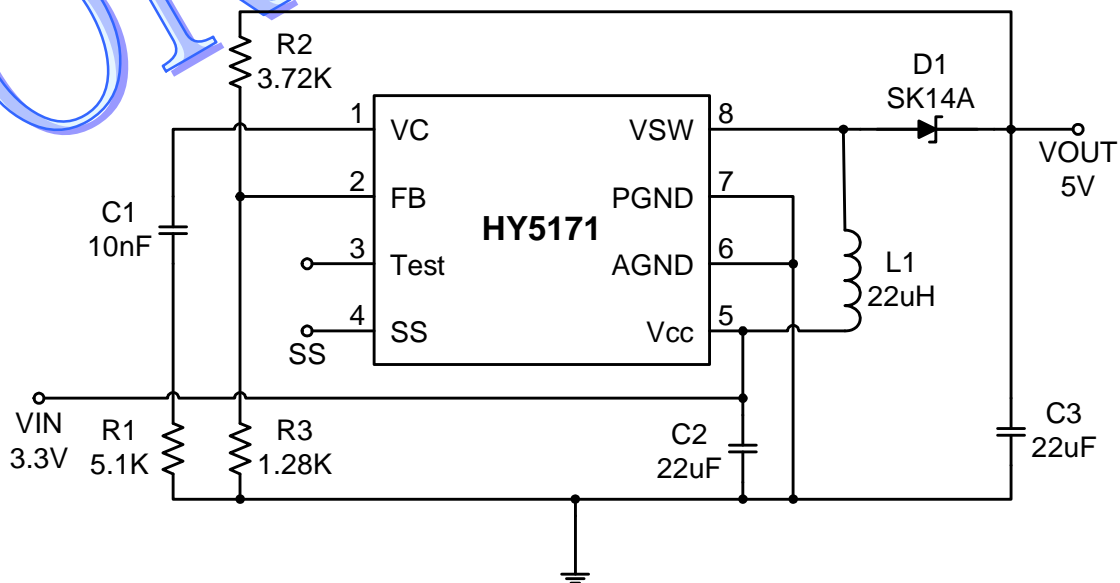 R2
3.72K
D1
SK14A
1
VC
VSW
8
VOUT
5V
2
FB
PGND
7
HY5171
C1
10nF
3
Test
AGND
6
L1
22uH
4
SS
Vcc
5
SS
VIN
3.3V
R1
5.1K
R3
1.28K
C2
22uF
C3
22uF